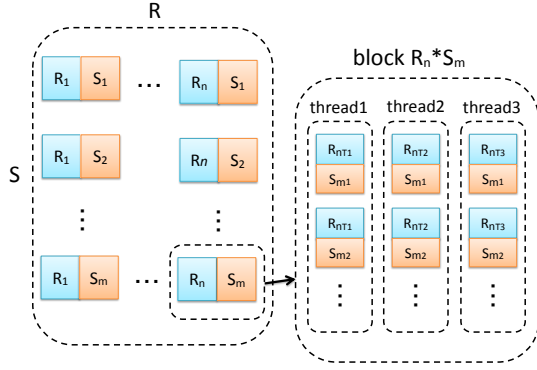 R
R1 S1 ... Rn S1
R1 S2 Rn S2
S
⋮ ⋮
R1 Sm ... Rn Sm
block Rn*Sm
thread1 thread2 thread3
RnT1 RnT2 RnT3
Sm1 Sm1 Sm1
RnT1 RnT2 RnT3
Sm2 Sm2 Sm2
⋮ ⋮ ⋮